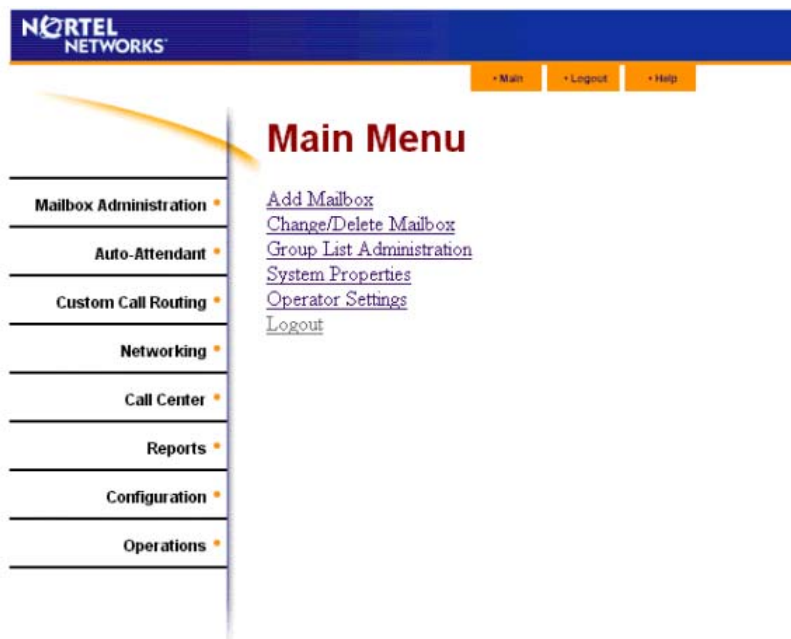 NORTEL
NETWORKS
• Main • Logout • Help
Main Menu
Add Mailbox
Change/Delete Mailbox
Group List Administration
System Properties
Operator Settings
Logout
Mailbox Administration
Auto-Attendant
Custom Call Routing
Networking
Call Center
Reports
Configuration
Operations